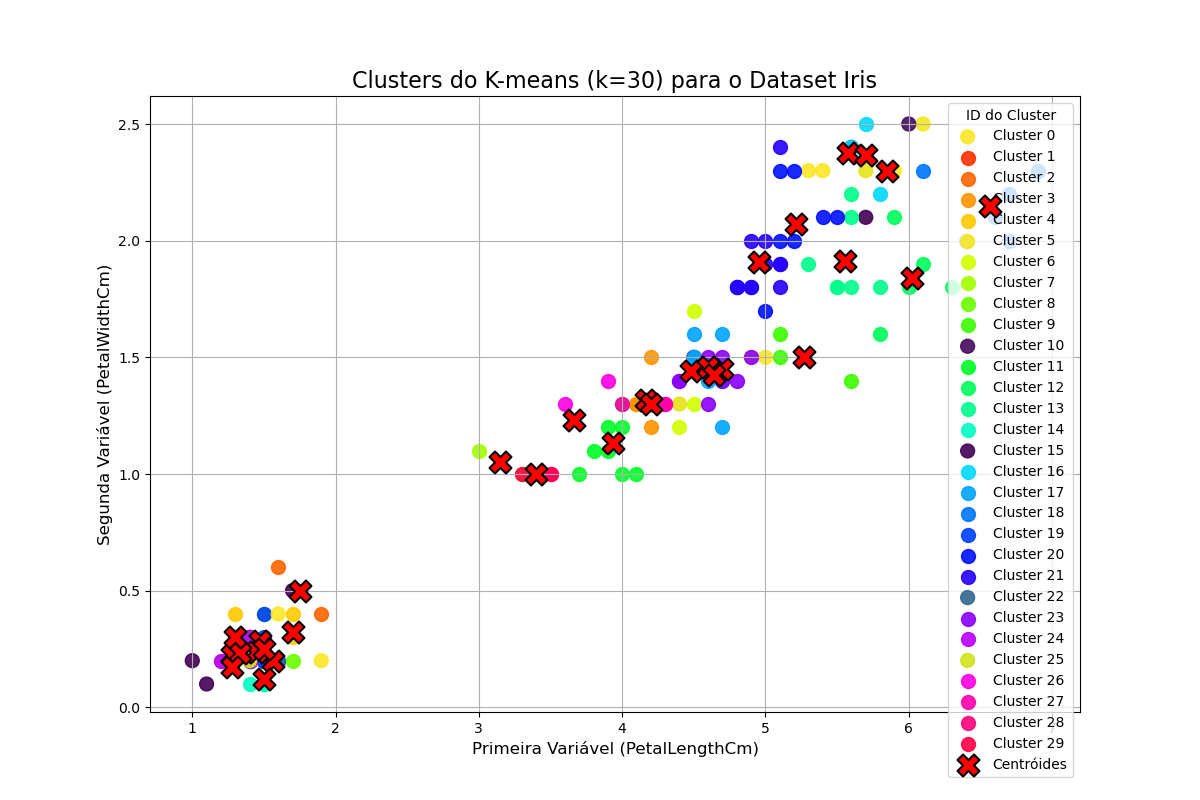 Clusters do K-means (k=30) para o Dataset Iris
Segunda Variável (PetalWidthCm)
2.5
2.0
1.5
1.0
0.5
0.0
1
2
3
4
5
6
7
Primeira Variável (PetalLengthCm)
ID do Cluster
Cluster 0
Cluster 1
Cluster 2
Cluster 3
Cluster 4
Cluster 5
Cluster 6
Cluster 7
Cluster 8
Cluster 9
Cluster 10
Cluster 11
Cluster 12
Cluster 13
Cluster 14
Cluster 15
Cluster 16
Cluster 17
Cluster 18
Cluster 19
Cluster 20
Cluster 21
Cluster 22
Cluster 23
Cluster 24
Cluster 25
Cluster 26
Cluster 27
Cluster 28
Cluster 29
Centróides